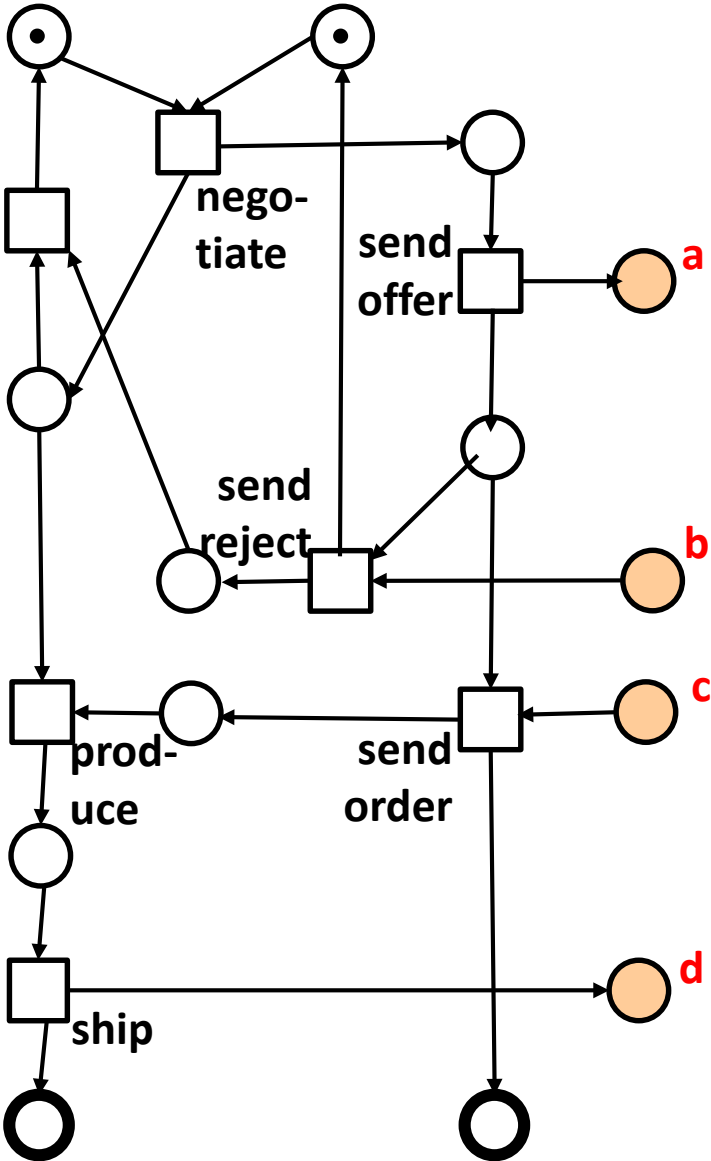 nego-
tiate
send
offer
a
send
reject
b
c
prod-
uce
send
order
d
ship